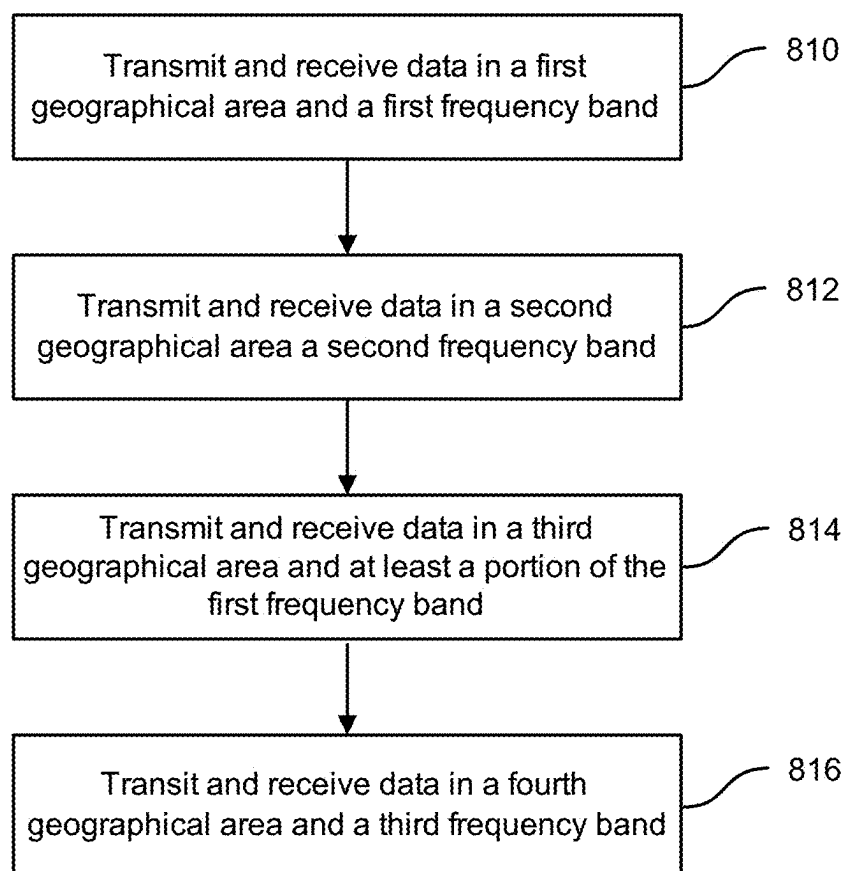 Transmit and receive data in a first
geographical area and a first frequency band
810
Transmit and receive data in a second
geographical area a second frequency band
812
Transmit and receive data in a third
geographical area and at least a portion of the
first frequency band
814
Transit and receive data in a fourth
geographical area and a third frequency band
816